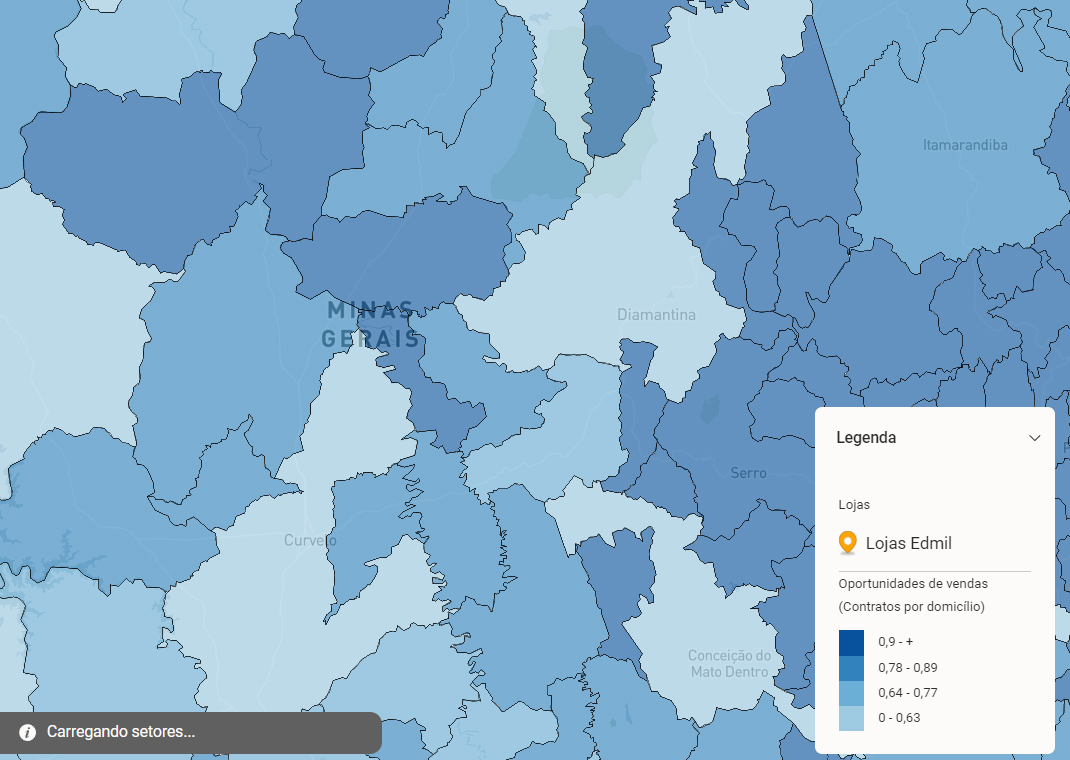 Itamarandiba
MINAS
GERAIS
Diamantina
Serro
Curvelo
Conceição do
Mato Dentro
Legenda
Lojas
Lojas Edmil
Oportunidades de vendas
(Contratos por domicílio)
0,9 - +
0,78 - 0,89
0,64 - 0,77
0 - 0,63
i Carregando setores...